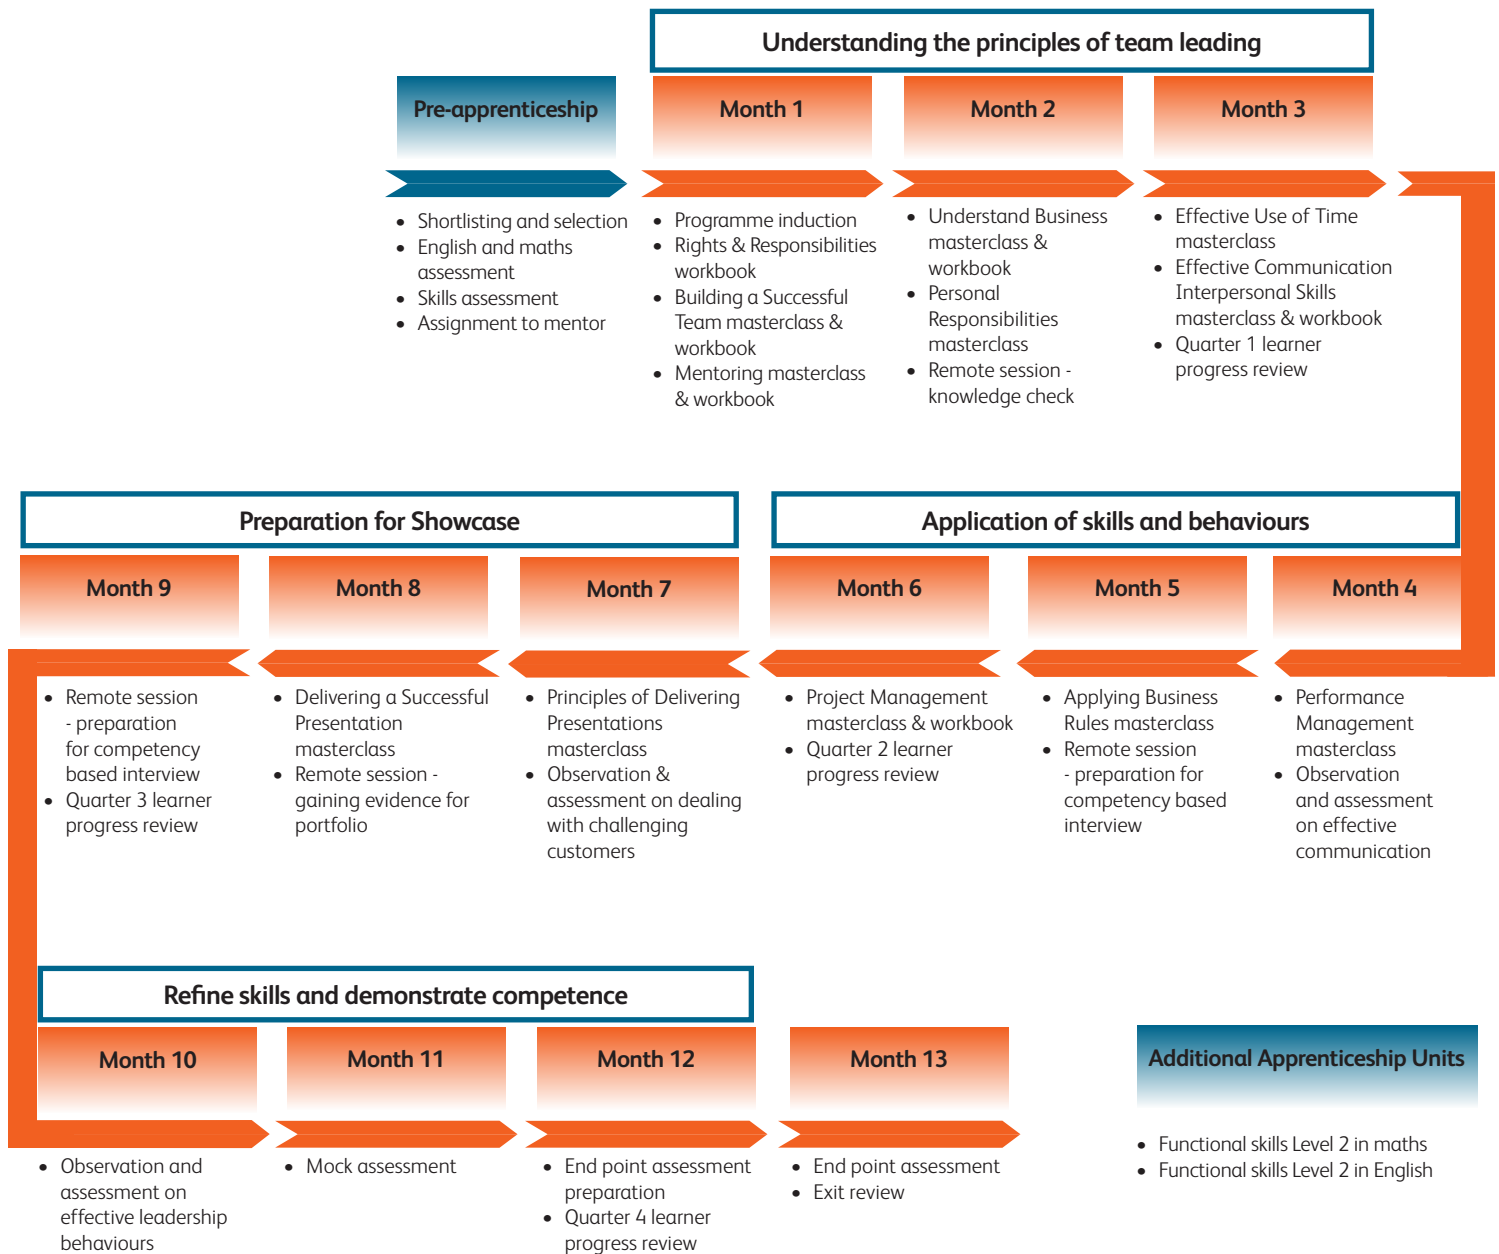 Understanding the principles of team leading
Pre-apprenticeship
• Shortlisting and selection
• English and maths
assessment
• Skills assessment
• Assignment to mentor
Month 1
• Programme induction
• Rights & Responsibilities
workbook
• Building a Successful
Team masterclass &
workbook
• Mentoring masterclass
& workbook
Month 2
• Understand Business
masterclass &
workbook
• Personal
Responsibilities
masterclass
• Remote session -
knowledge check
Month 3
• Effective Use of Time
masterclass
• Effective Communication
Interpersonal Skills
masterclass & workbook
• Quarter 1 learner
progress review
Application of skills and behaviours
Month 4
• Performance
Management
masterclass
• Observation
and assessment
on effective
communication
Month 5
• Applying Business
Rules masterclass
• Remote session
- preparation for
competency based
interview
Month 6
• Project Management
masterclass & workbook
• Quarter 2 learner
progress review
Preparation for Showcase
Month 7
• Principles of Delivering
Presentations
masterclass
• Observation &
assessment on dealing
with challenging
customers
Month 8
• Delivering a Successful
Presentation
masterclass
• Remote session -
gaining evidence for
portfolio
Month 9
• Remote session
- preparation
for competency
based interview
• Quarter 3 learner
progress review
Refine skills and demonstrate competence
Month 10
• Observation and
assessment on
effective leadership
behaviours
Month 11
• Mock assessment
Month 12
• End point assessment
preparation
• Quarter 4 learner
progress review
Month 13
• End point assessment
• Exit review
Additional Apprenticeship Units
• Functional skills Level 2 in maths
• Functional skills Level 2 in English